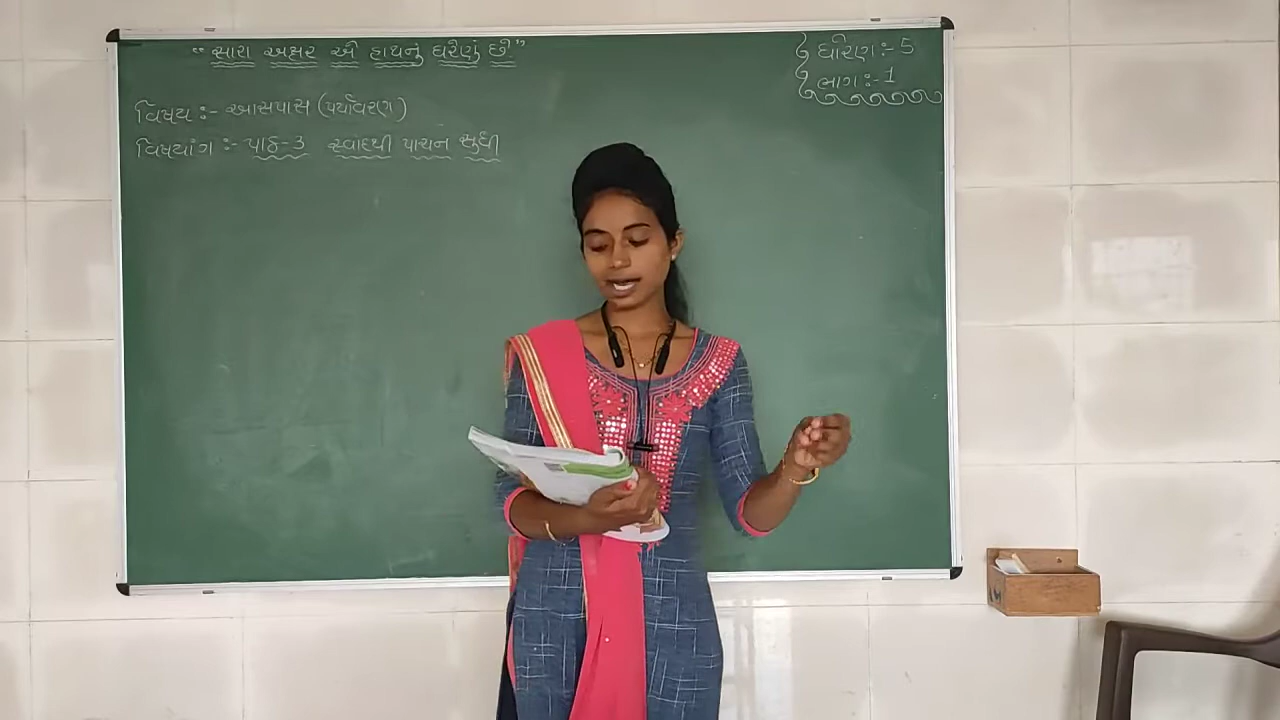 “ સારા અક્ષર એ હાથનું ઘરેણું છે”
ધોરણ:- 5
ભાગ:- 1
વિષય :- આસપાસ (પર્યાવરણ)
વિષયાંગ :- પાઠ-3 સ્વાદથી પાચન સુધી